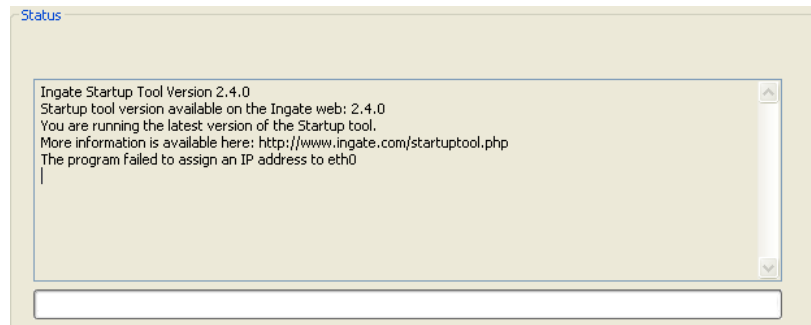 Status
Ingate Startup Tool Version 2.4.0
Startup tool version available on the Ingate web: 2.4.0
You are running the latest version of the Startup tool.
More information is available here: http://www.ingate.com/startuptool.php
The program failed to assign an IP address to eth0